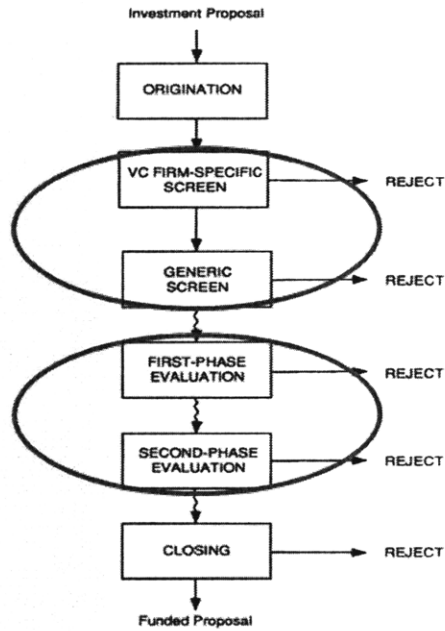 Investment Proposal
ORIGINATION
VC FIRM-SPECIFIC
SCREEN
REJECT
GENERIC
SCREEN
REJECT
FIRST-PHASE
EVALUATION
REJECT
SECOND-PHASE
EVALUATION
REJECT
CLOSING
REJECT
Funded Proposal